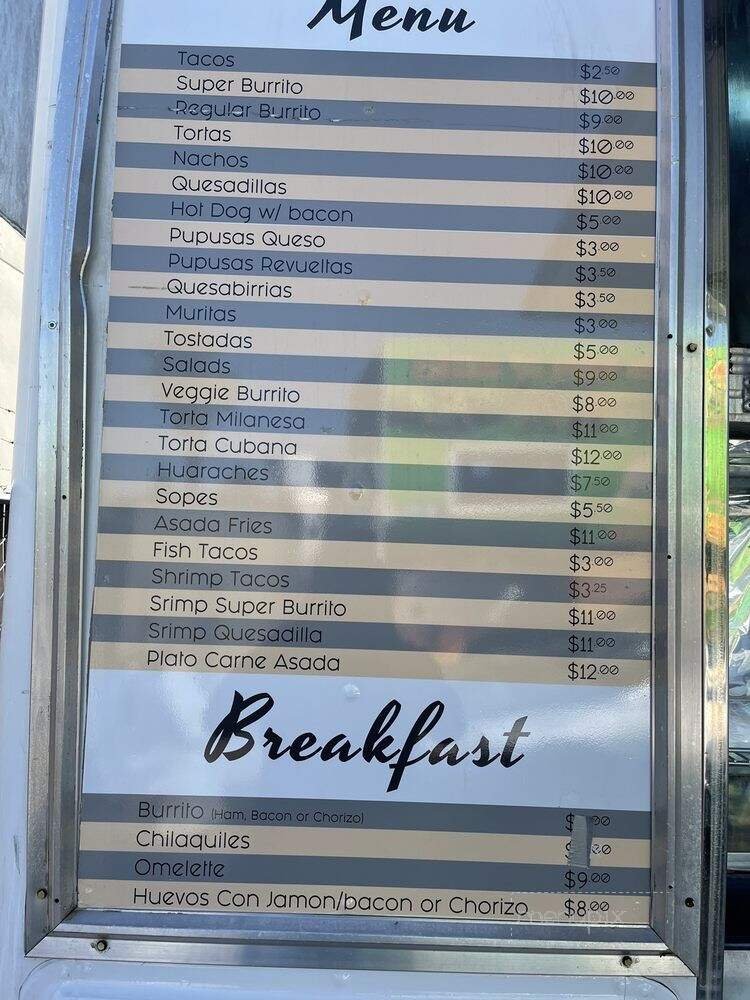 Menu
Tacos $2.50
Super Burrito $10.00
Regular Burrito $9.00
Tortas $10.00
Nachos $10.00
Quesadillas $10.00
Hot Dog w/ bacon $5.00
Pupusas Queso $3.00
Pupusas Revueltas $3.50
Quesabirrias $3.50
Muritas $3.00
Tostadas $5.00
Salads $9.00
Veggie Burrito $8.00
Torta Milanesa $11.00
Torta Cubana $12.00
Huaraches $7.50
Sopes $5.50
Asada Fries $11.00
Fish Tacos $3.00
Shrimp Tacos $3.25
Srimp Super Burrito $11.00
Srimp Quesadilla $11.00
Plato Carne Asada $12.00
Breakfast
Burrito (Ham, Bacon or Chorizo)
Chilaquiles
Omelette $9.00
Huevos Con Jamon/bacon or Chorizo $8.00